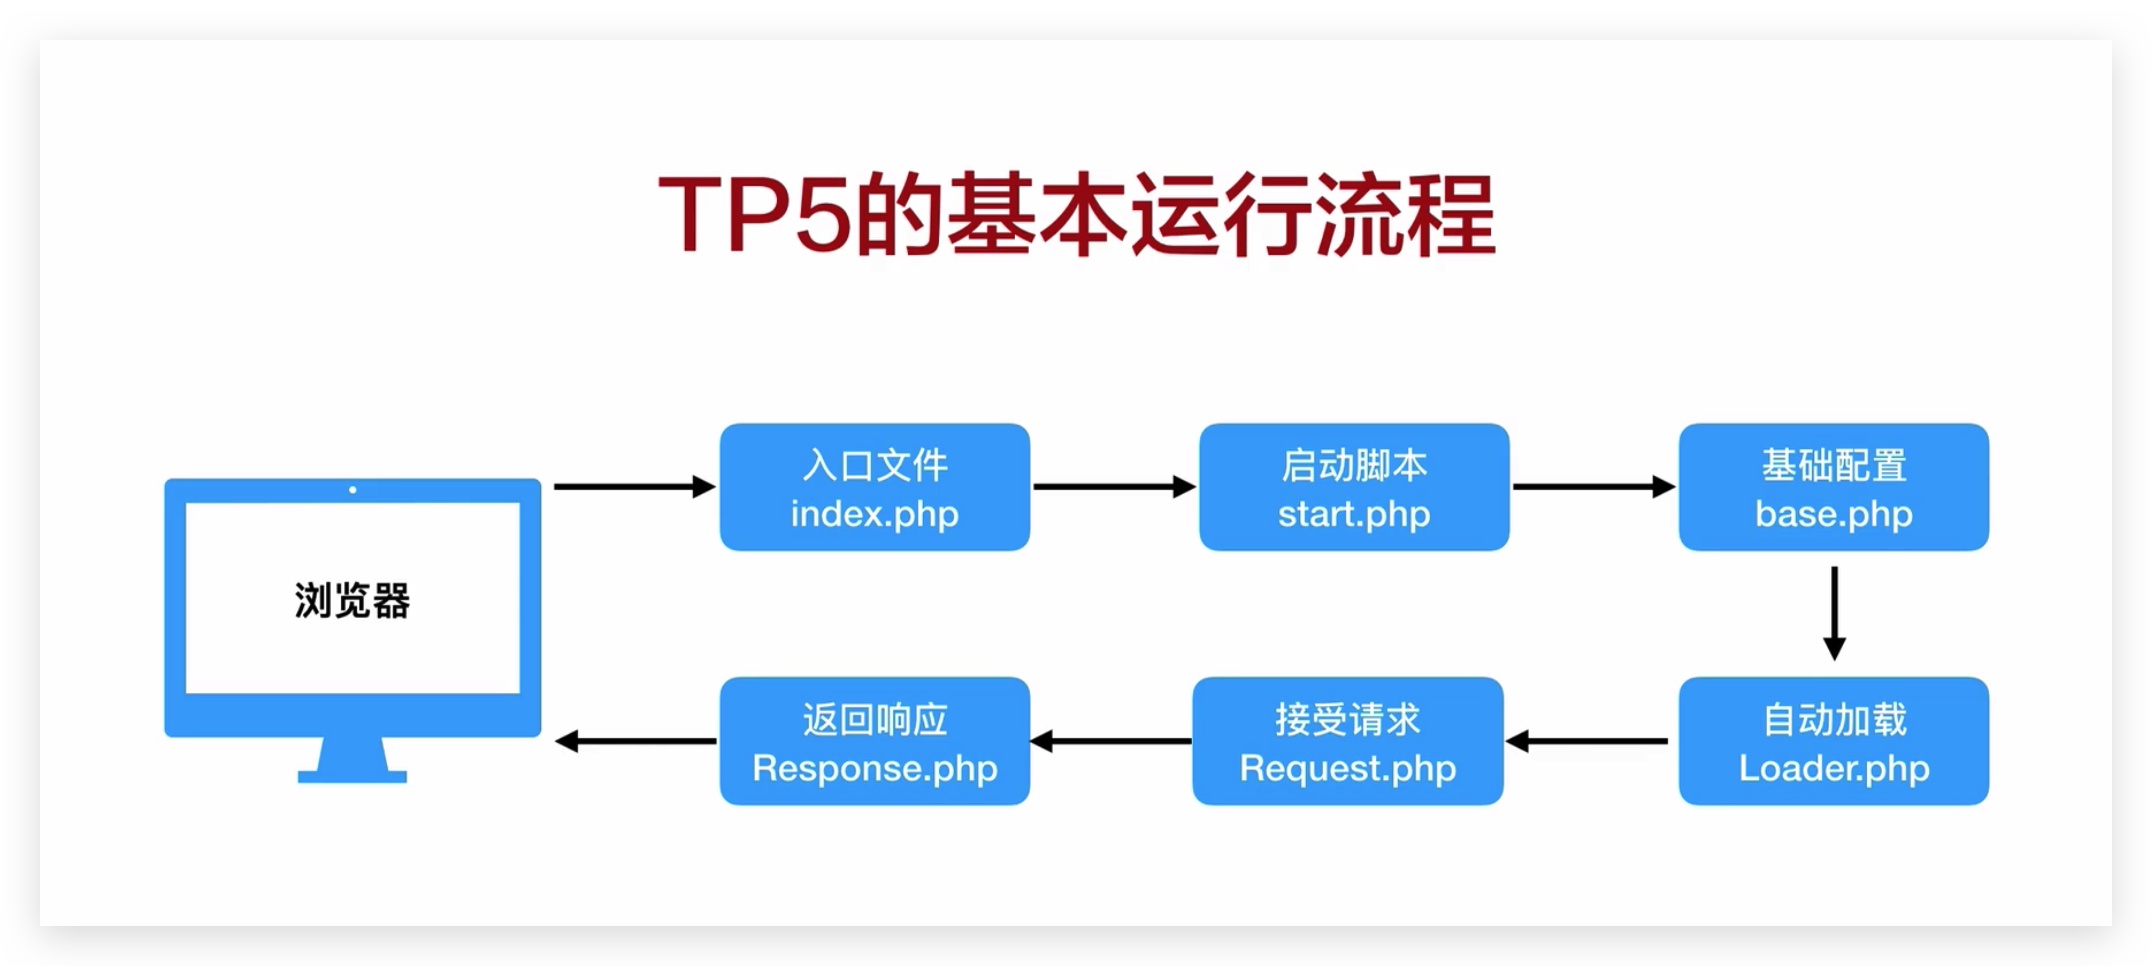 TP5的基本运行流程
浏览器
入口文件
index.php
启动脚本
start.php
基础配置
base.php
自动加载
Loader.php
接受请求
Request.php
返回响应
Response.php